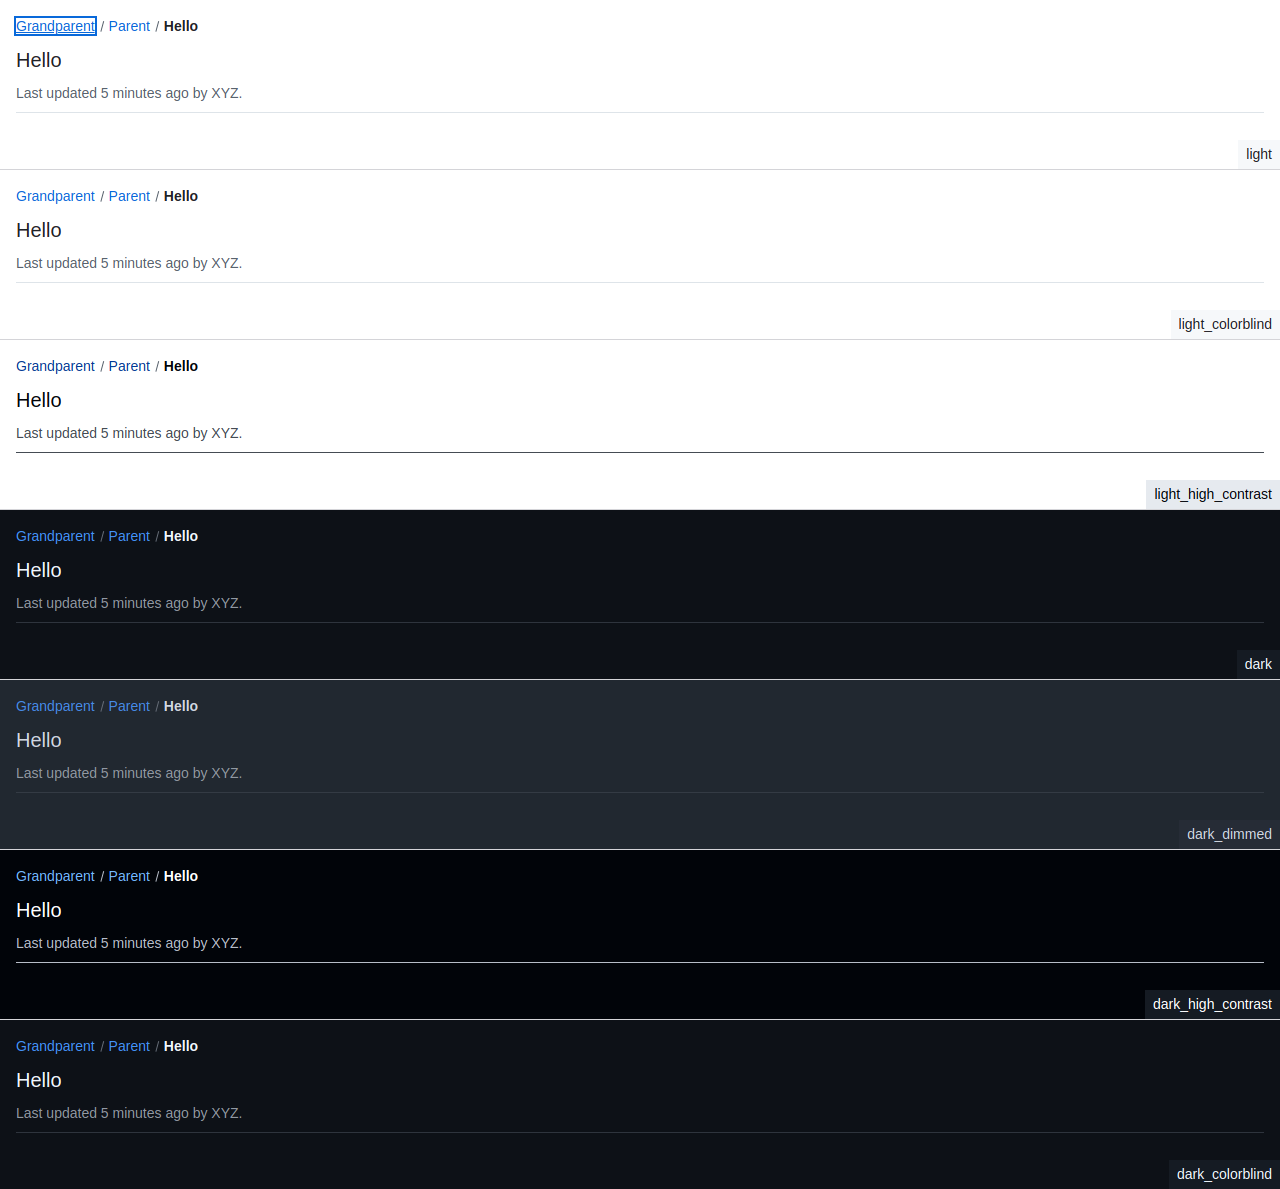 Grandparent / Parent / Hello
Hello
Last updated 5 minutes ago by XYZ.
light
Grandparent / Parent / Hello
Hello
Last updated 5 minutes ago by XYZ.
light_colorblind
Grandparent / Parent / Hello
Hello
Last updated 5 minutes ago by XYZ.
light_high_contrast
Grandparent / Parent / Hello
Hello
Last updated 5 minutes ago by XYZ.
dark
Grandparent / Parent / Hello
Hello
Last updated 5 minutes ago by XYZ.
dark_dimmed
Grandparent / Parent / Hello
Hello
Last updated 5 minutes ago by XYZ.
dark_high_contrast
Grandparent / Parent / Hello
Hello
Last updated 5 minutes ago by XYZ.
dark_colorblind